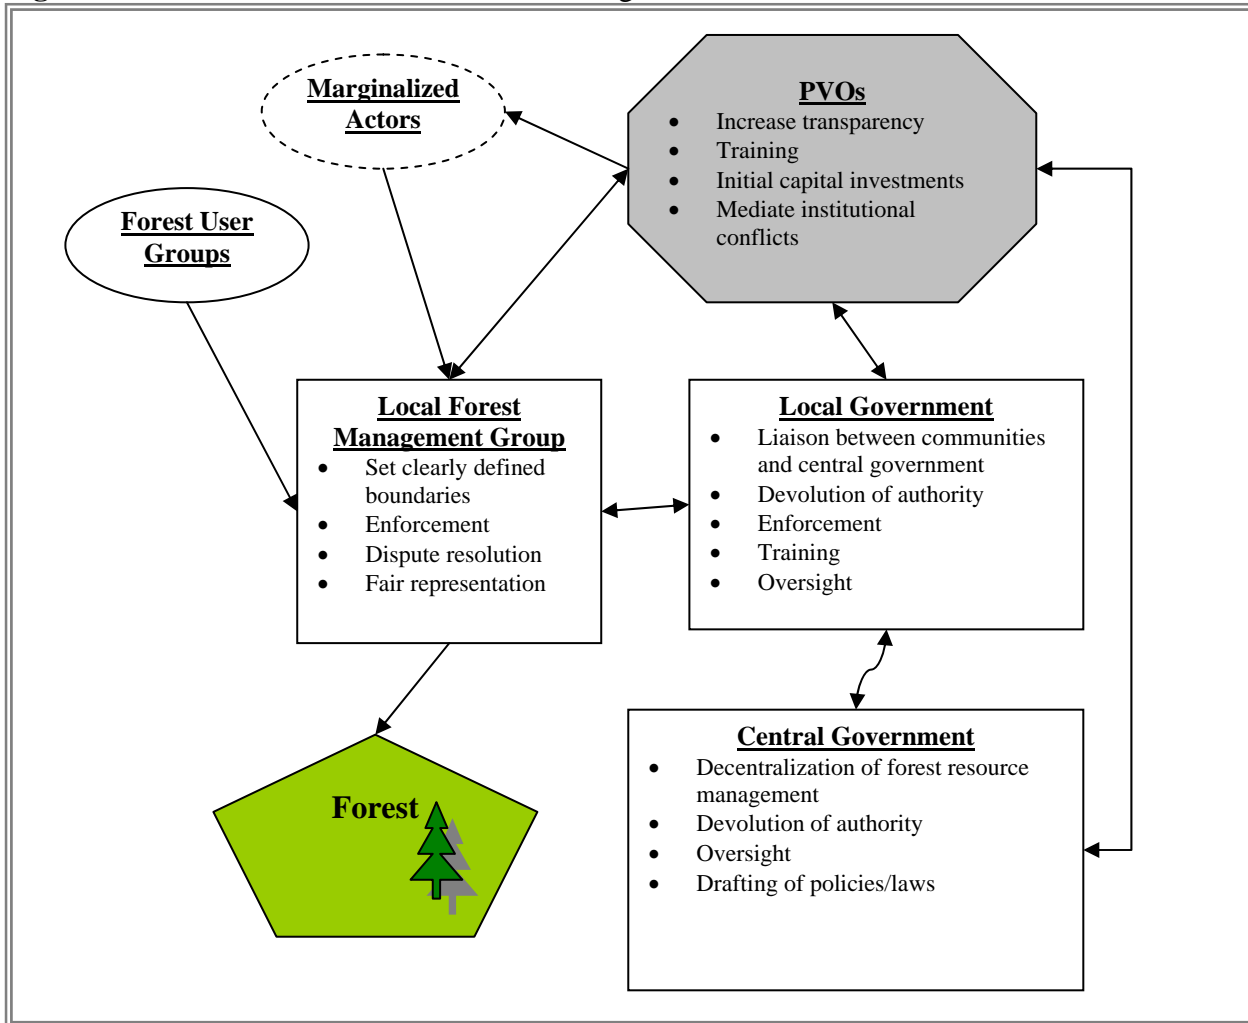 Marginalized
Actors
PVOs
• Increase transparency
• Training
• Initial capital investments
• Mediate institutional
conflicts
Forest User
Groups
Local Forest
Management Group
• Set clearly defined
boundaries
• Enforcement
• Dispute resolution
• Fair representation
Local Government
• Liaison between communities
and central government
• Devolution of authority
• Enforcement
• Training
• Oversight
Central Government
• Decentralization of forest resource
management
• Devolution of authority
• Oversight
• Drafting of policies/laws
Forest